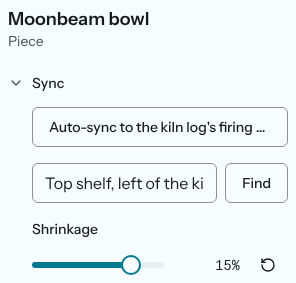 Moonbeam bowl
Piece
Sync
Auto-sync to the kiln log's firing ...
Top shelf, left of the ki
Find
Shrinkage
15%